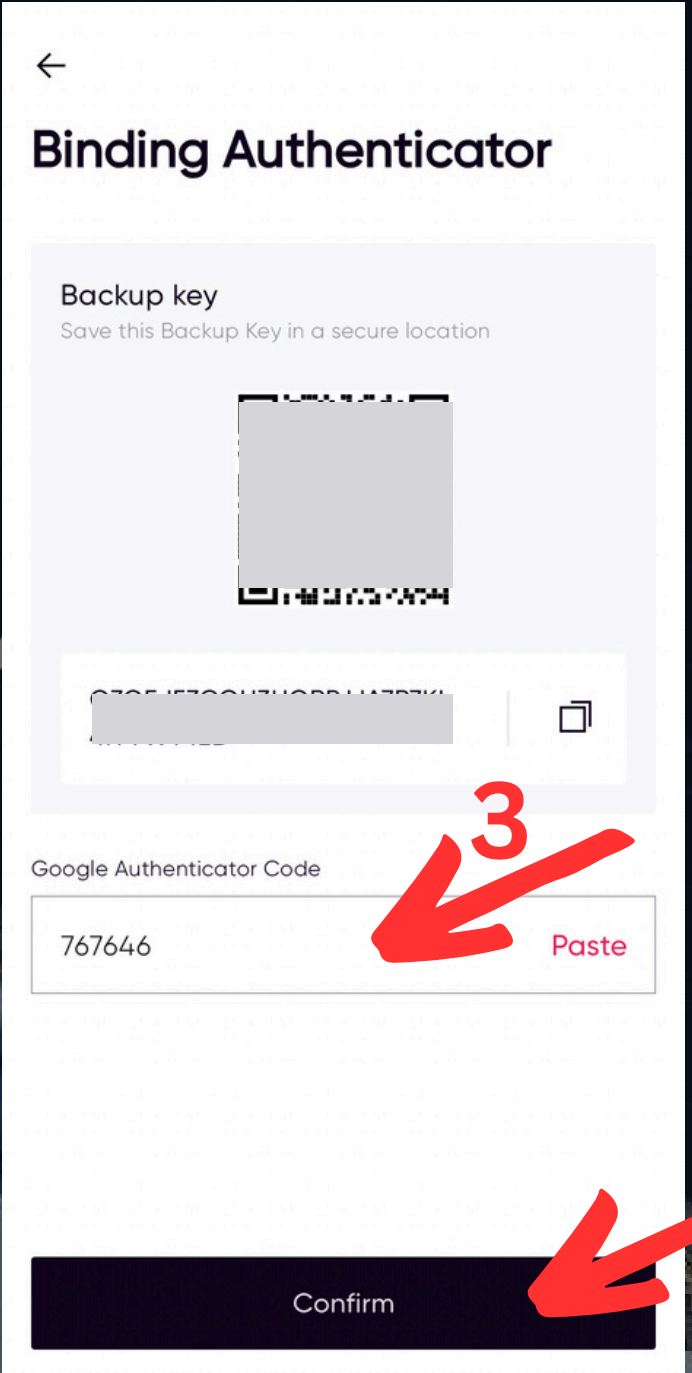 Binding Authenticator
Backup key
Save this Backup Key in a secure location
3
Google Authenticator Code
767646
Paste
Confirm